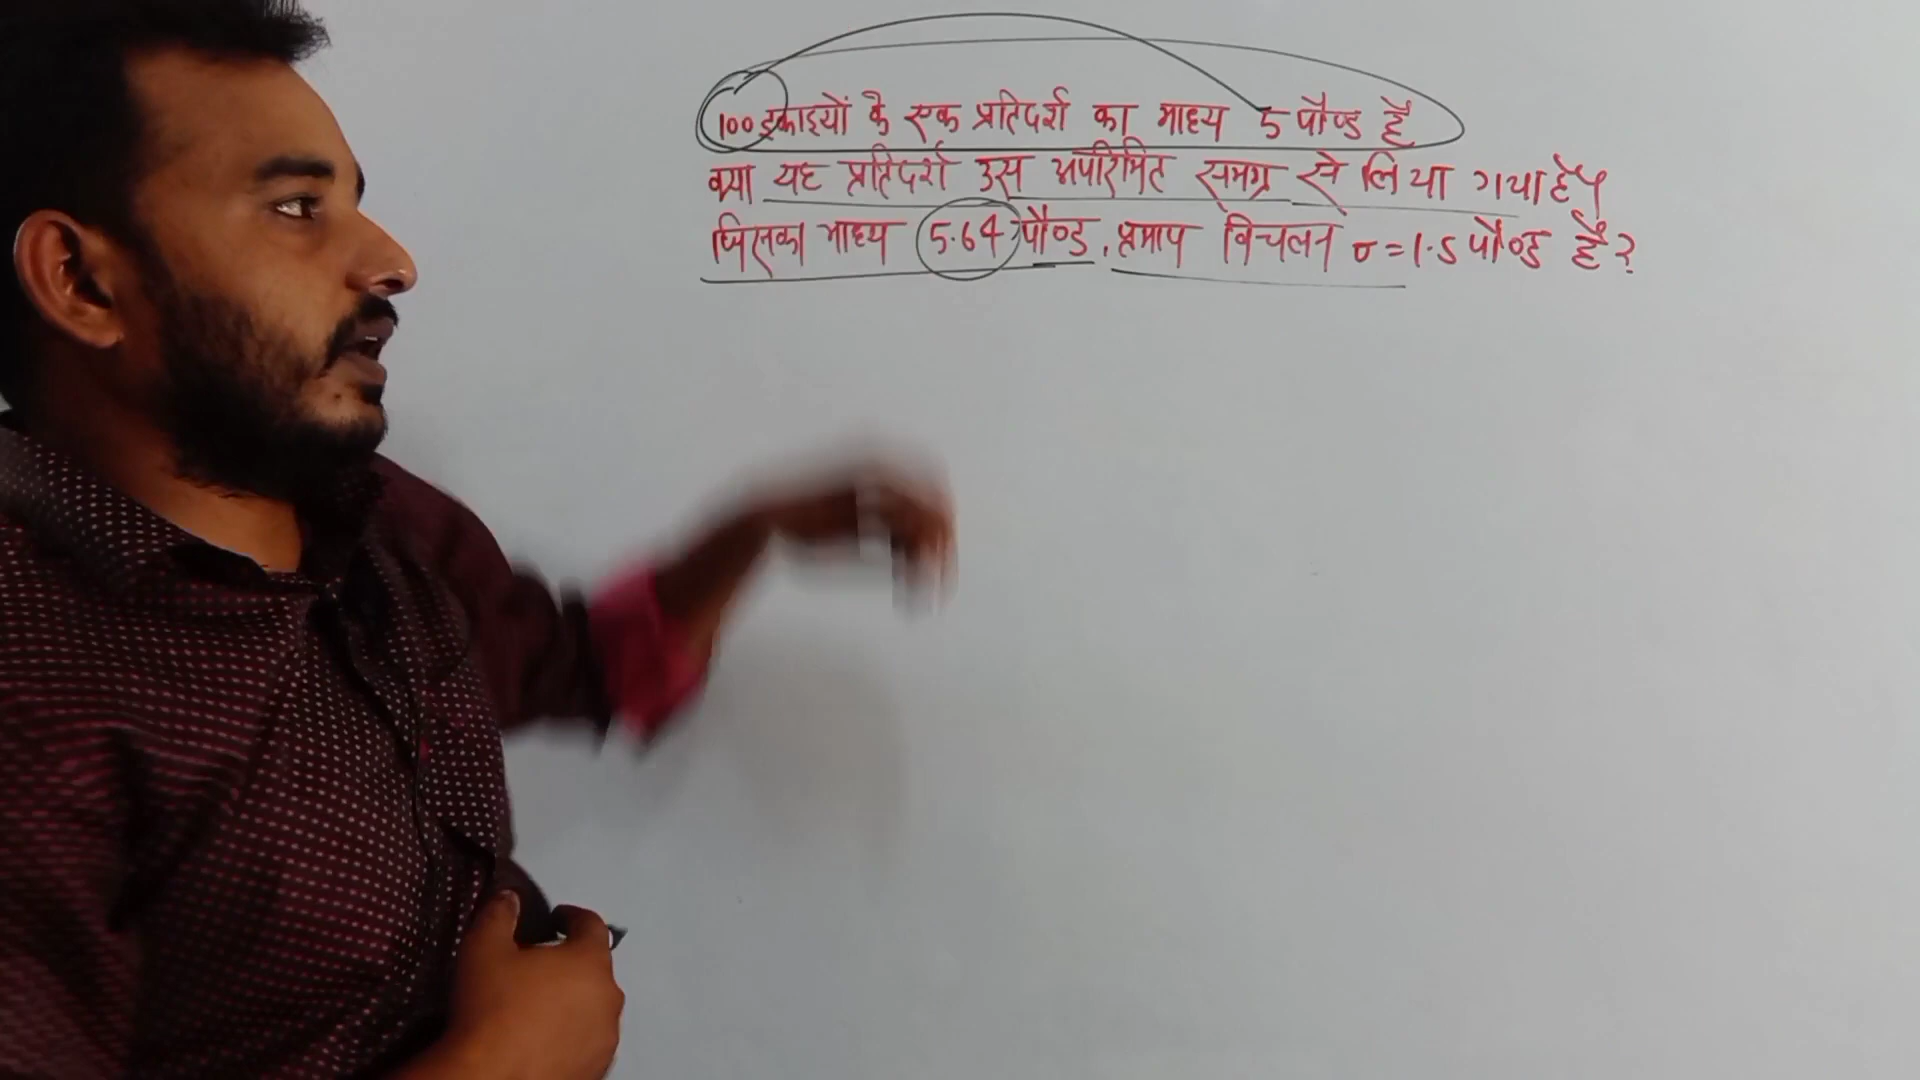 100 इकाइयों के एक प्रतिदर्श का माध्य 5 पौण्ड है
क्या यह प्रतिदर्श उस अपरिमित समग्र से लिया गया है
जिसका माध्य 5.64 पौण्ड, प्रमाप विचलन σ = 1.5 पौण्ड है ?